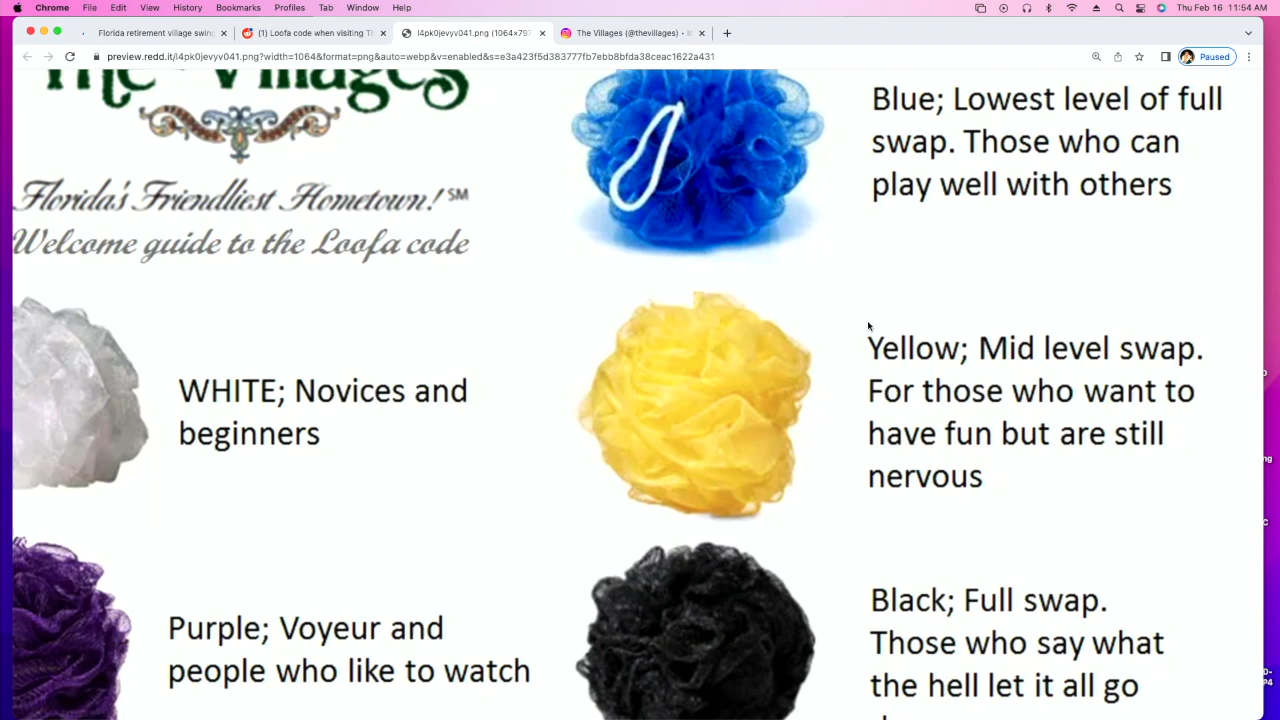 Chrome File Edit View History Bookmarks Profiles Tab Window Help Thu Feb 16 11:54 AM
Florida retirement village swing (1) Loofa code when visiting Th l4pk0jevyv041.png (1064×797 The Villages (@thevillages) •
preview.redd.it/l4pk0jevyv041.png?width=1064&format=png&auto=webp&v=enabled&s=e3a423f5d383777fb7ebb8bfda38ceac1622a431 Paused
The Villages
Florida's Friendliest Hometown! SM
Welcome guide to the Loofa code
Blue; Lowest level of full
swap. Those who can
play well with others
WHITE; Novices and
beginners
Yellow; Mid level swap.
For those who want to
have fun but are still
nervous
Purple; Voyeur and
people who like to watch
Black; Full swap.
Those who say what
the hell let it all go